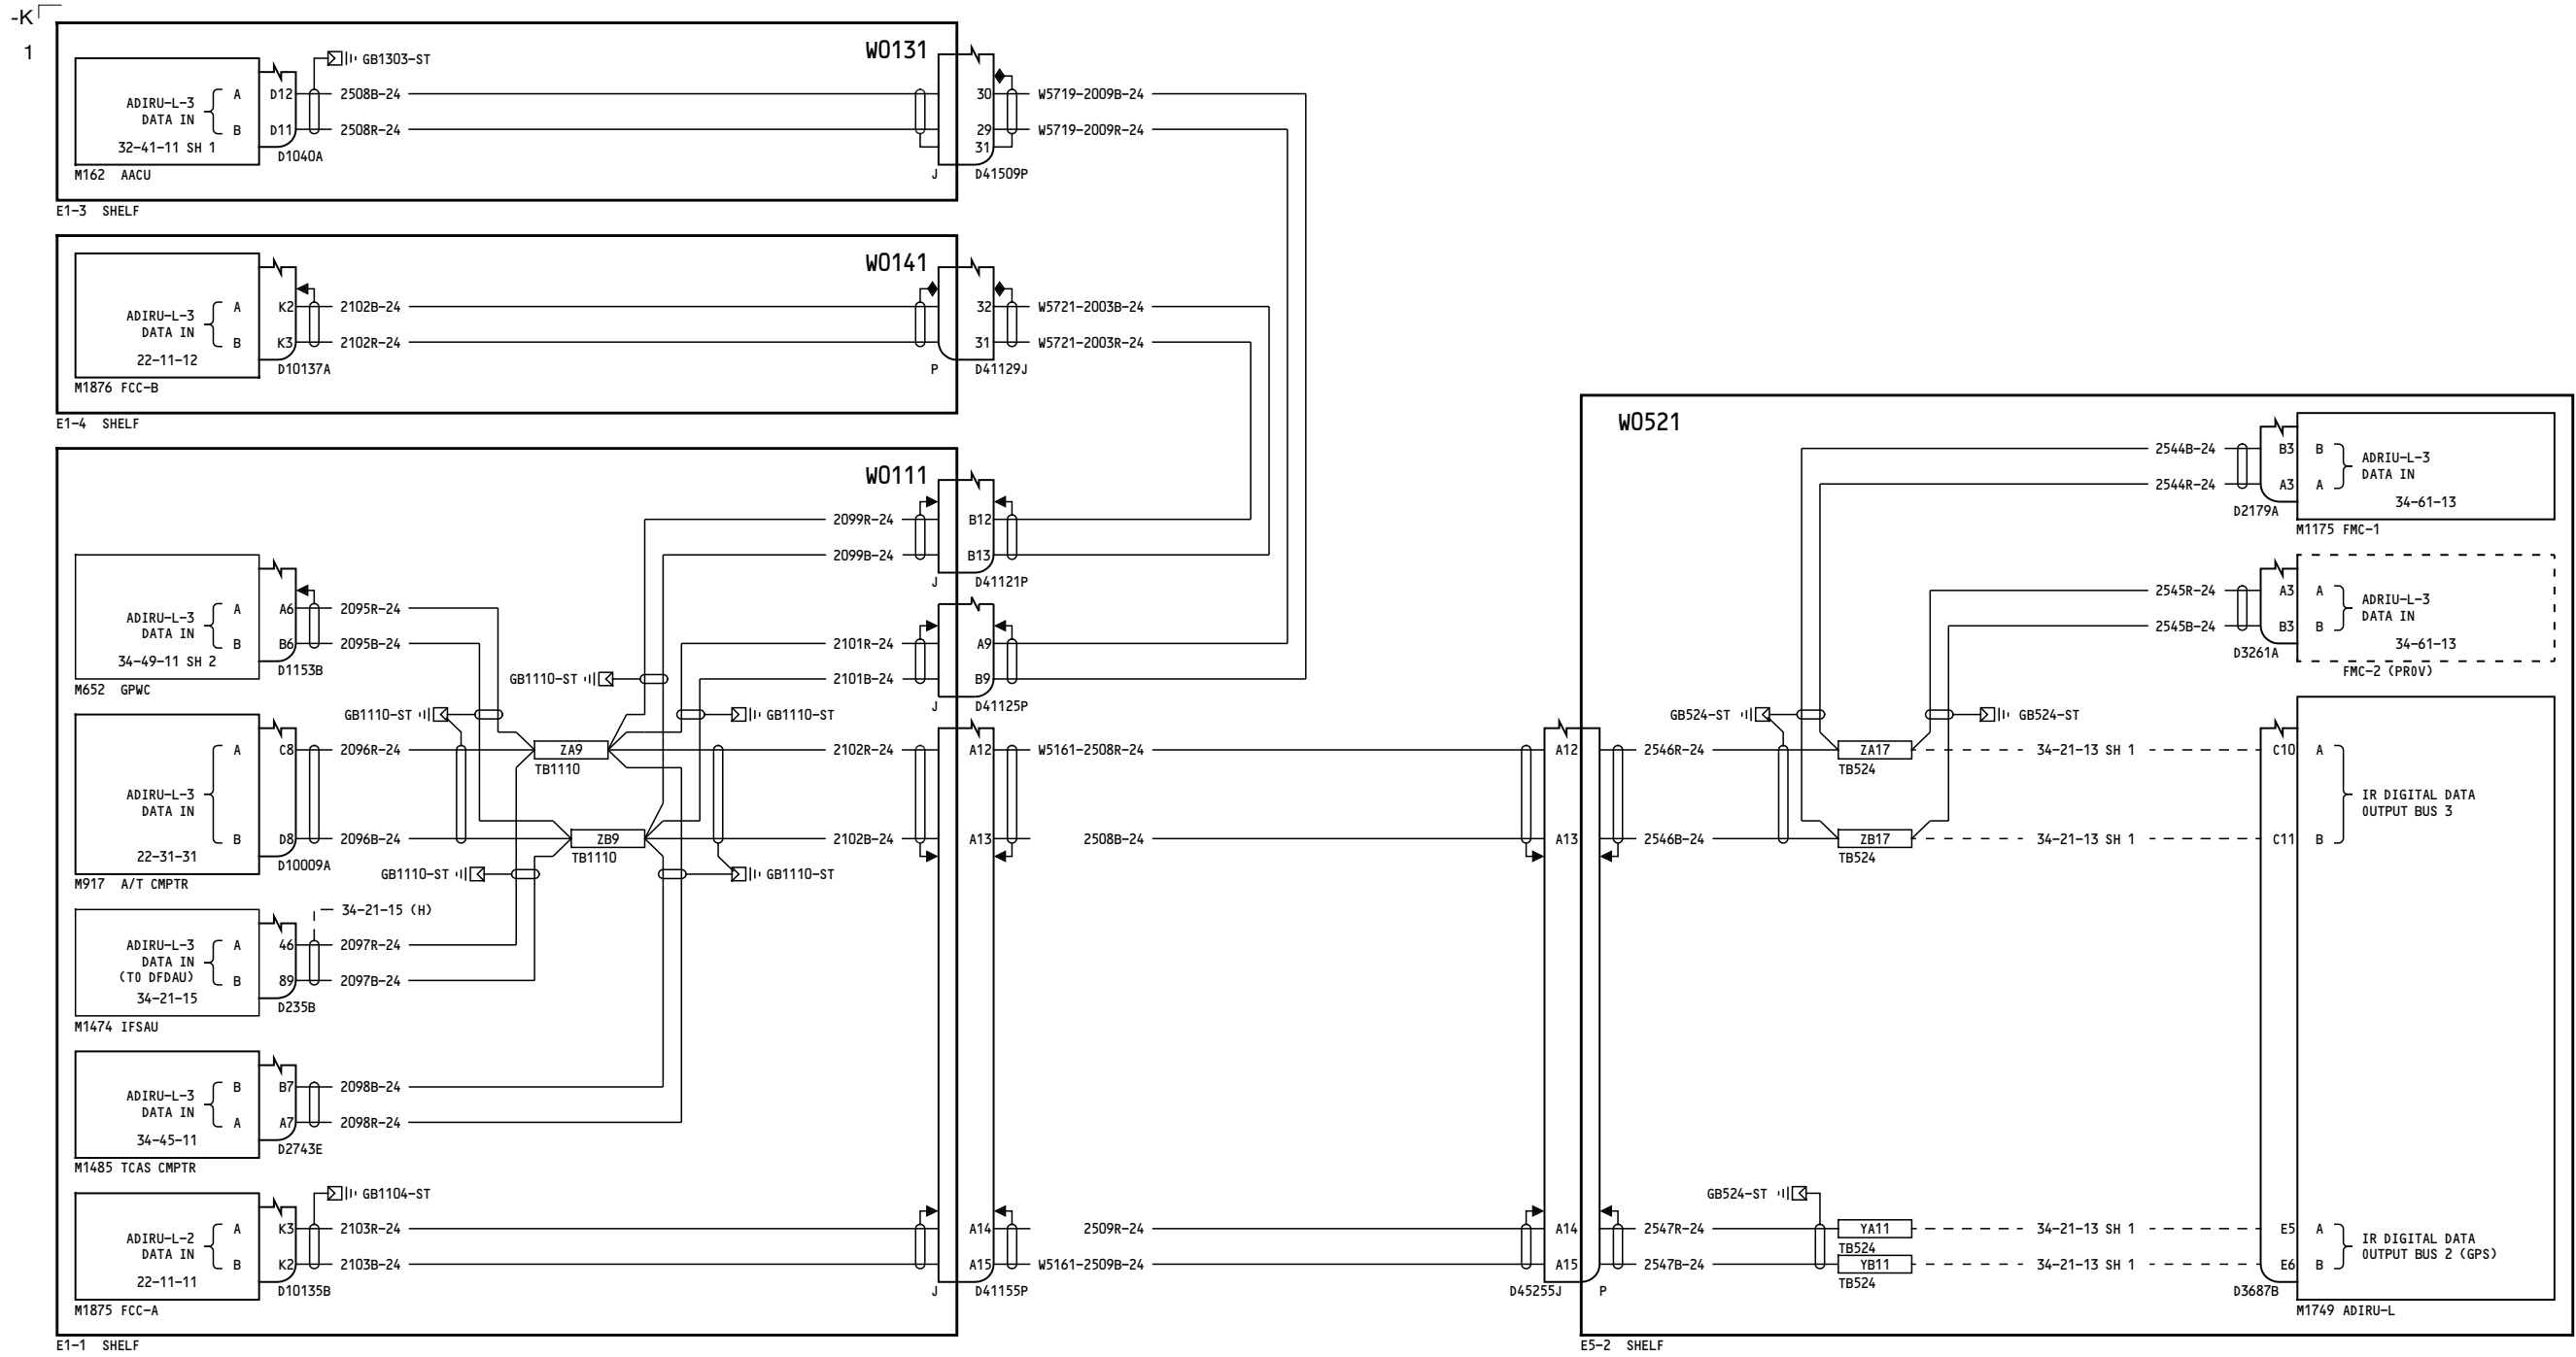 -K
1
W0131
GB1303-ST
ADIRU-L-3
DATA IN
A
B
D12
D11
2508B-24
2508R-24
32-41-11 SH 1
D1040A
M162 AACU
30
29
31
W5719-2009B-24
W5719-2009R-24
J
D41509P
E1-3 SHELF
W0141
ADIRU-L-3
DATA IN
A
B
K2
K3
2102B-24
2102R-24
22-11-12
D10137A
M1876 FCC-B
32
31
W5721-2003B-24
W5721-2003R-24
P
D41129J
E1-4 SHELF
W0111
2099R-24
2099B-24
B12
B13
J
D41121P
ADIRU-L-3
DATA IN
A
B
A6
B6
2095R-24
2095B-24
34-49-11 SH 2
D1153B
M652 GPWC
2101R-24
2101B-24
A9
B9
J
D41125P
GB1110-ST
GB1110-ST
GB1110-ST
ADIRU-L-3
DATA IN
A
B
C8
D8
2096R-24
2096B-24
22-31-31
D10009A
M917 A/T CMPTR
ZA9
TB1110
ZB9
TB1110
GB1110-ST
GB1110-ST
2102R-24
2102B-24
A12
A13
W5161-2508R-24
2508B-24
34-21-15 (H)
ADIRU-L-3
DATA IN
(TO DFDAU)
A
B
46
89
2097R-24
2097B-24
34-21-15
D235B
M1474 IFSAU
ADIRU-L-3
DATA IN
B
A
B7
A7
2098B-24
2098R-24
34-45-11
D2743E
M1485 TCAS CMPTR
GB1104-ST
ADIRU-L-2
DATA IN
A
B
K3
K2
2103R-24
2103B-24
22-11-11
D10135B
M1875 FCC-A
A14
A15
2509R-24
W5161-2509B-24
J
D41155P
E1-1 SHELF
W0521
2544B-24
2544R-24
B3
A3
B
A
ADRIU-L-3
DATA IN
34-61-13
D2179A
M1175 FMC-1
2545R-24
2545B-24
A3
B3
A
B
ADRIU-L-3
DATA IN
34-61-13
D3261A
FMC-2 (PROV)
GB524-ST
GB524-ST
A12
A13
2546R-24
2546B-24
ZA17
TB524
ZB17
TB524
34-21-13 SH 1
34-21-13 SH 1
C10
C11
A
B
IR DIGITAL DATA
OUTPUT BUS 3
GB524-ST
A14
A15
2547R-24
2547B-24
YA11
TB524
YB11
TB524
34-21-13 SH 1
34-21-13 SH 1
E5
E6
A
B
IR DIGITAL DATA
OUTPUT BUS 2 (GPS)
D45255J
P
D3687B
M1749 ADIRU-L
E5-2 SHELF